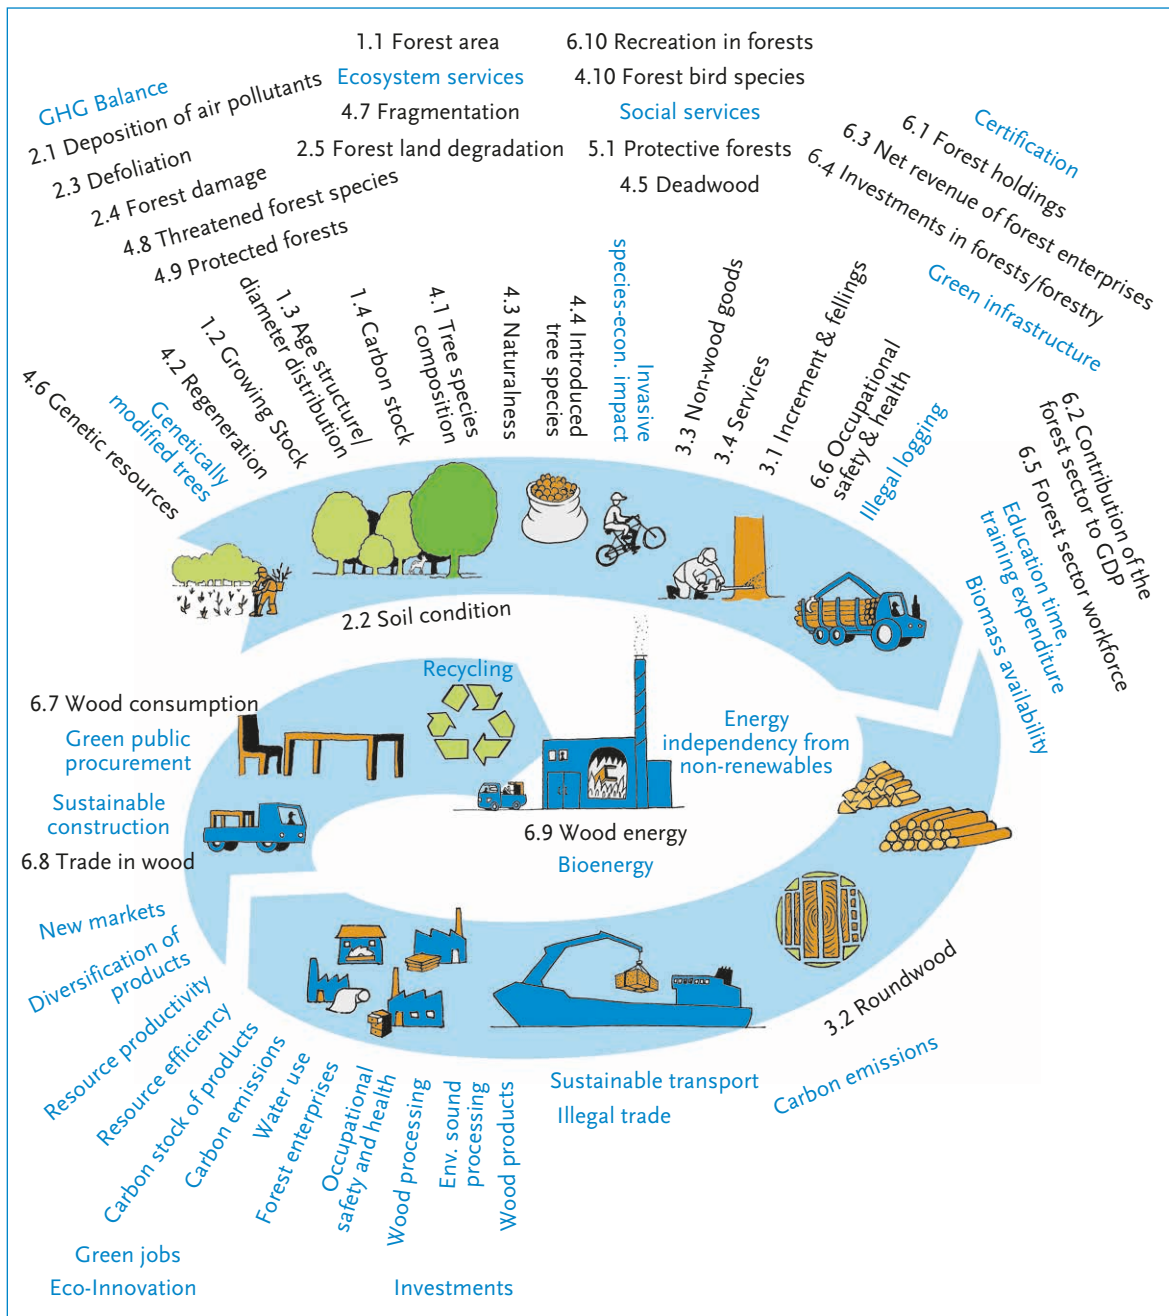 1.1 Forest area
Ecosystem services
4.7 Fragmentation
2.5 Forest land degradation
6.10 Recreation in forests
4.10 Forest bird species
Social services
5.1 Protective forests
4.5 Deadwood
GHG Balance
2.1 Deposition of air pollutants
2.3 Defoliation
2.4 Forest damage
4.8 Threatened forest species
4.9 Protected forests
Certification
6.1 Forest holdings
6.3 Net revenue of forest enterprises
6.4 Investments in forests/forestry
Green infrastructure
4.6 Genetic resources
Genetically
modified trees
4.2 Regeneration
1.2 Growing Stock
1.3 Age structure/
diameter distribution
1.4 Carbon stock
4.1 Tree species
composition
4.3 Naturalness
4.4 Introduced
tree species
Invasive
species-econ. impact
3.3 Non-wood goods
3.4 Services
3.1 Increment & fellings
6.6 Occupational
safety & health
Illegal logging
6.2 Contribution of the
forest sector to GDP
6.5 Forest sector workforce
Education time,
training expenditure
Biomass availability
2.2 Soil condition
Recycling
6.7 Wood consumption
Green public
procurement
Sustainable
construction
6.8 Trade in wood
Energy
independency from
non-renewables
6.9 Wood energy
Bioenergy
3.2 Roundwood
Carbon emissions
Sustainable transport
Illegal trade
New markets
Diversification of
products
Resource productivity
Resource efficiency
Carbon stock of products
Carbon emissions
Water use
Forest enterprises
Occupational
safety and health
Wood processing
Env. sound
processing
Wood products
Green jobs
Eco-Innovation
Investments